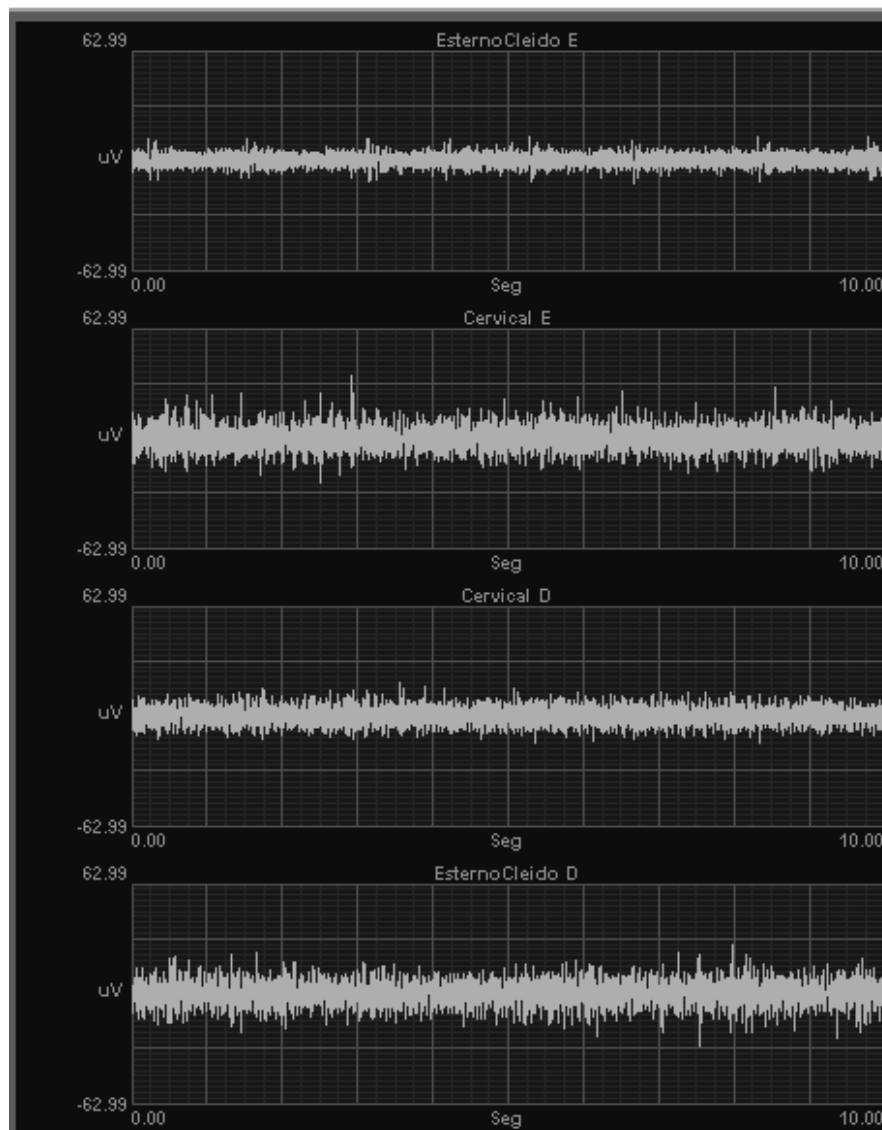 62.99 EsternoCleido E
uV
-62.99
0.00 Seg 10.00
62.99 Cervical E
uV
-62.99
0.00 Seg 10.00
62.99 Cervical D
uV
-62.99
0.00 Seg 10.00
62.99 EsternoCleido D
uV
-62.99
0.00 Seg 10.00